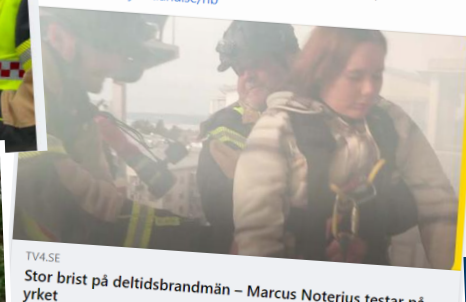 TV4.SE
Stor brist på deltidsbrandmän – Marcus Noterius testar på
yrket